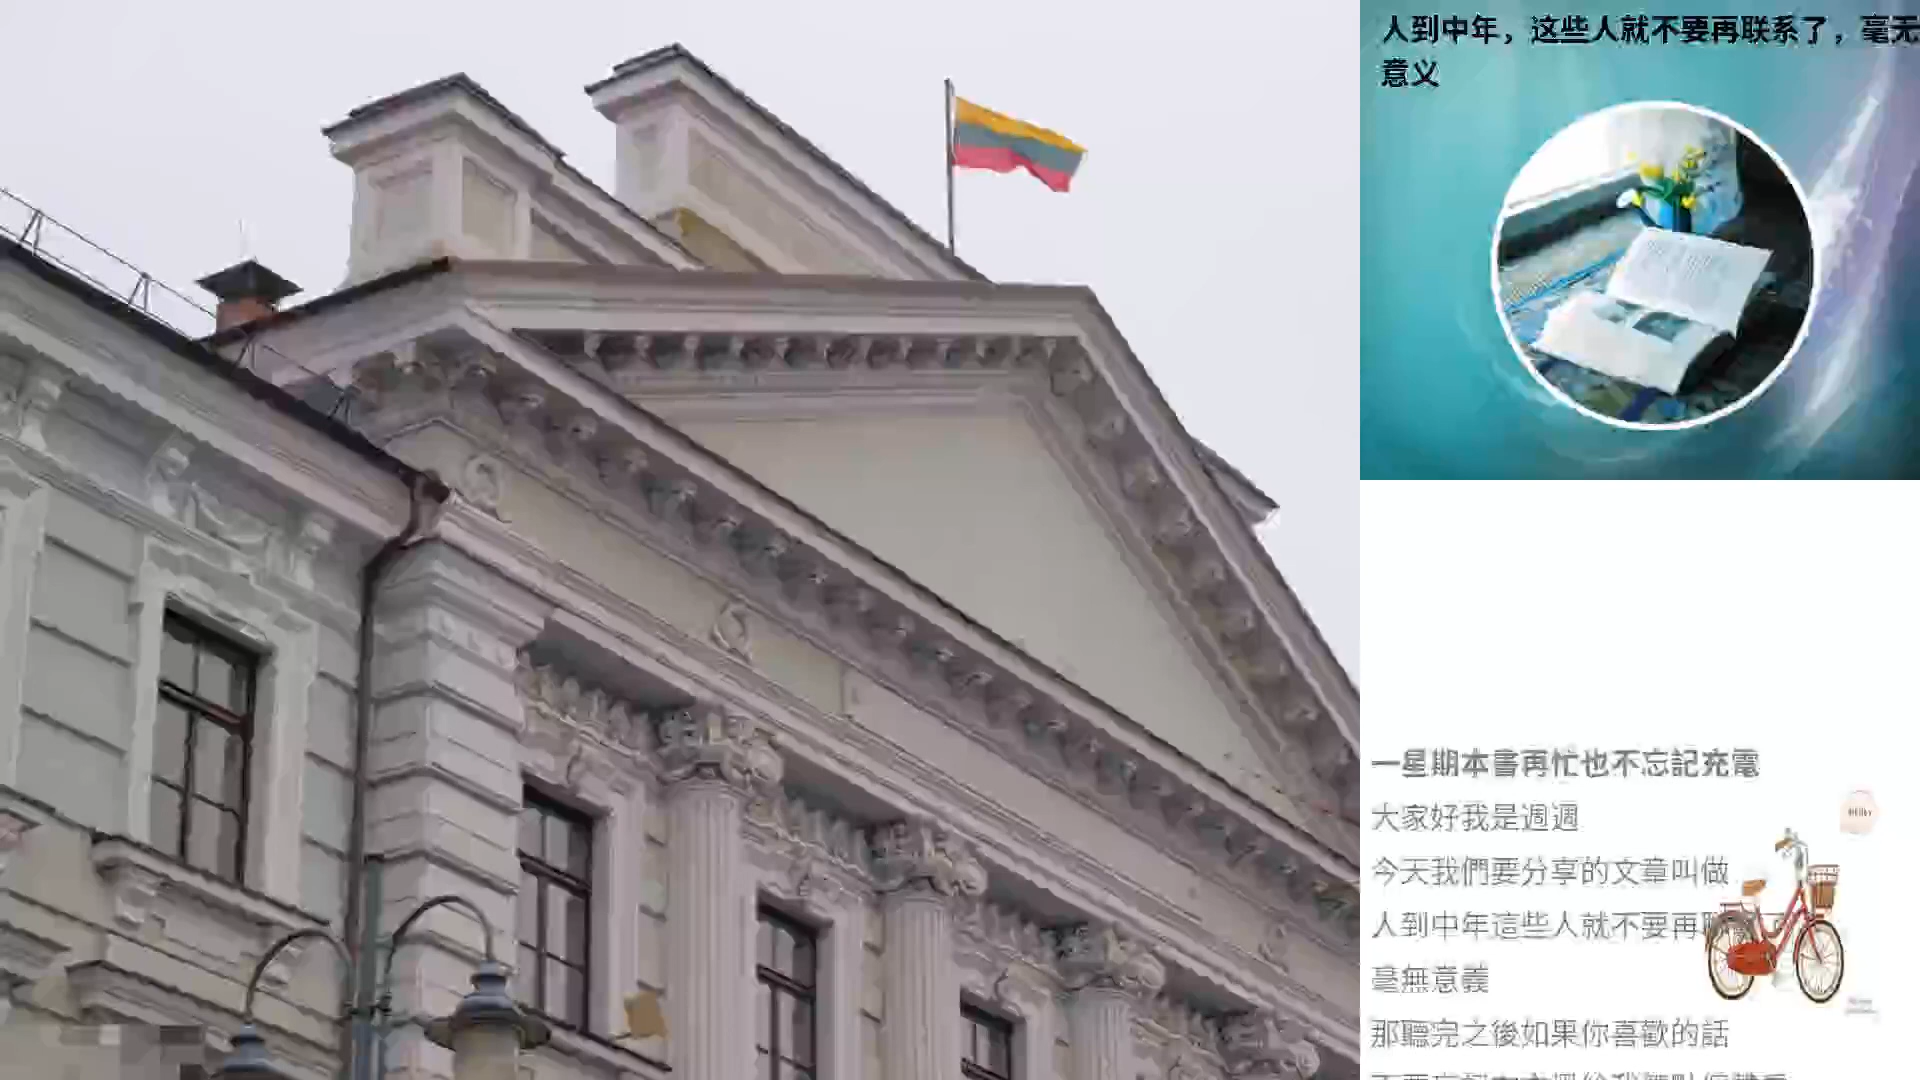 人到中年，这些人就不要再联系了，毫无
意义
一星期本書再忙也不忘記充電
大家好我是週週
今天我們要分享的文章叫做
人到中年這些人就不要再聯
毫無意義
那聽完之後如果你喜歡的話